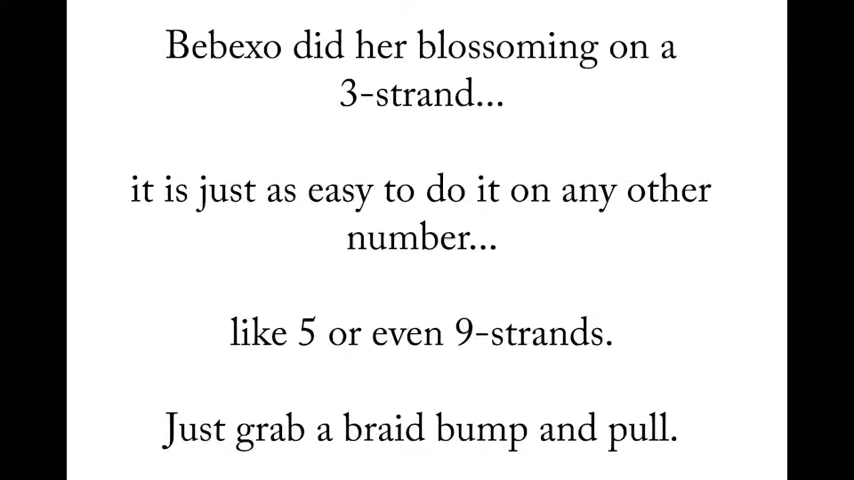 Bebexo did her blossoming on a
3-strand...
it is just as easy to do it on any other
number...
like 5 or even 9-strands.
Just grab a braid bump and pull.